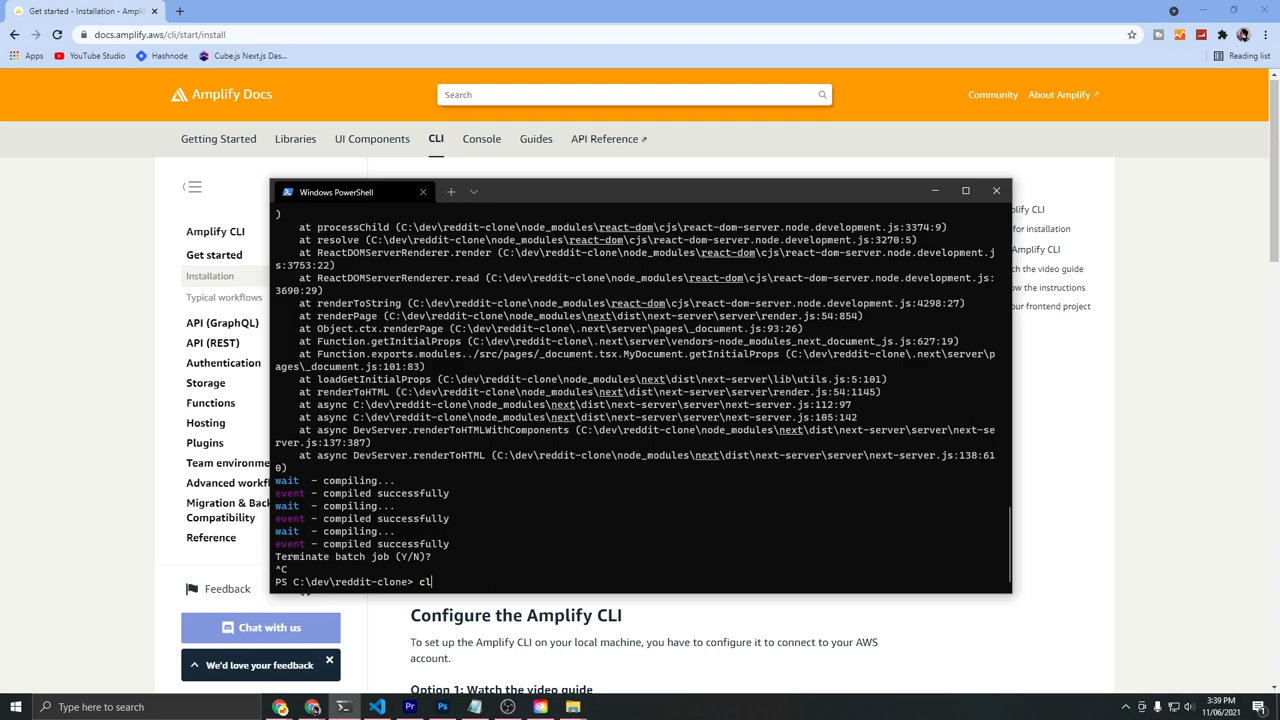 Getting started - Installation - Amplify
docs.amplify.aws/cli/start/install
Apps
YouTube Studio
Hashnode
Cube.js Next.js Das...
Reading list
Amplify Docs
Search
Community
About Amplify
Getting Started
Libraries
UI Components
CLI
Console
Guides
API Reference
Amplify CLI
Get started
Installation
Typical workflows
API (GraphQL)
API (REST)
Authentication
Storage
Functions
Hosting
Plugins
Team environme
Advanced workf
Migration & Back
Compatibility
Reference
Feedback
Chat with us
We'd love your feedback
Windows PowerShell
)
at processChild (C:\dev\reddit-clone\node_modules\react-dom\cjs\react-dom-server.node.development.js:3374:9)
at resolve (C:\dev\reddit-clone\node_modules\react-dom\cjs\react-dom-server.node.development.js:3270:5)
at ReactDOMServerRenderer.render (C:\dev\reddit-clone\node_modules\react-dom\cjs\react-dom-server.node.development.j
s:3753:22)
at ReactDOMServerRenderer.read (C:\dev\reddit-clone\node_modules\react-dom\cjs\react-dom-server.node.development.js:
3690:29)
at renderToString (C:\dev\reddit-clone\node_modules\react-dom\cjs\react-dom-server.node.development.js:4298:27)
at renderPage (C:\dev\reddit-clone\node_modules\next\dist\next-server\server\render.js:54:854)
at Object.ctx.renderPage (C:\dev\reddit-clone\.next\server\pages\_document.js:93:26)
at Function.getInitialProps (C:\dev\reddit-clone\.next\server\vendors-node_modules_next_document_js.js:627:19)
at Function.exports.modules../src/pages/_document.tsx.MyDocument.getInitialProps (C:\dev\reddit-clone\.next\server\p
ages\_document.js:101:83)
at loadGetInitialProps (C:\dev\reddit-clone\node_modules\next\dist\next-server\lib\utils.js:5:101)
at renderToHTML (C:\dev\reddit-clone\node_modules\next\dist\next-server\server\render.js:54:1145)
at async C:\dev\reddit-clone\node_modules\next\dist\next-server\server\next-server.js:112:97
at async C:\dev\reddit-clone\node_modules\next\dist\next-server\server\next-server.js:105:142
at async DevServer.renderToHTMLWithComponents (C:\dev\reddit-clone\node_modules\next\dist\next-server\server\next-se
rver.js:137:387)
at async DevServer.renderToHTML (C:\dev\reddit-clone\node_modules\next\dist\next-server\server\next-server.js:138:61
0)
wait - compiling...
event - compiled successfully
wait - compiling...
event - compiled successfully
wait - compiling...
event - compiled successfully
Terminate batch job (Y/N)?
^C
PS C:\dev\reddit-clone> cl
plify CLI
for installation
Amplify CLI
ch the video guide
ow the instructions
your frontend project
Configure the Amplify CLI
To set up the Amplify CLI on your local machine, you have to configure it to connect to your AWS
account.
Option 1: Watch the video guide
Type here to search
3:39 PM
11/06/2021